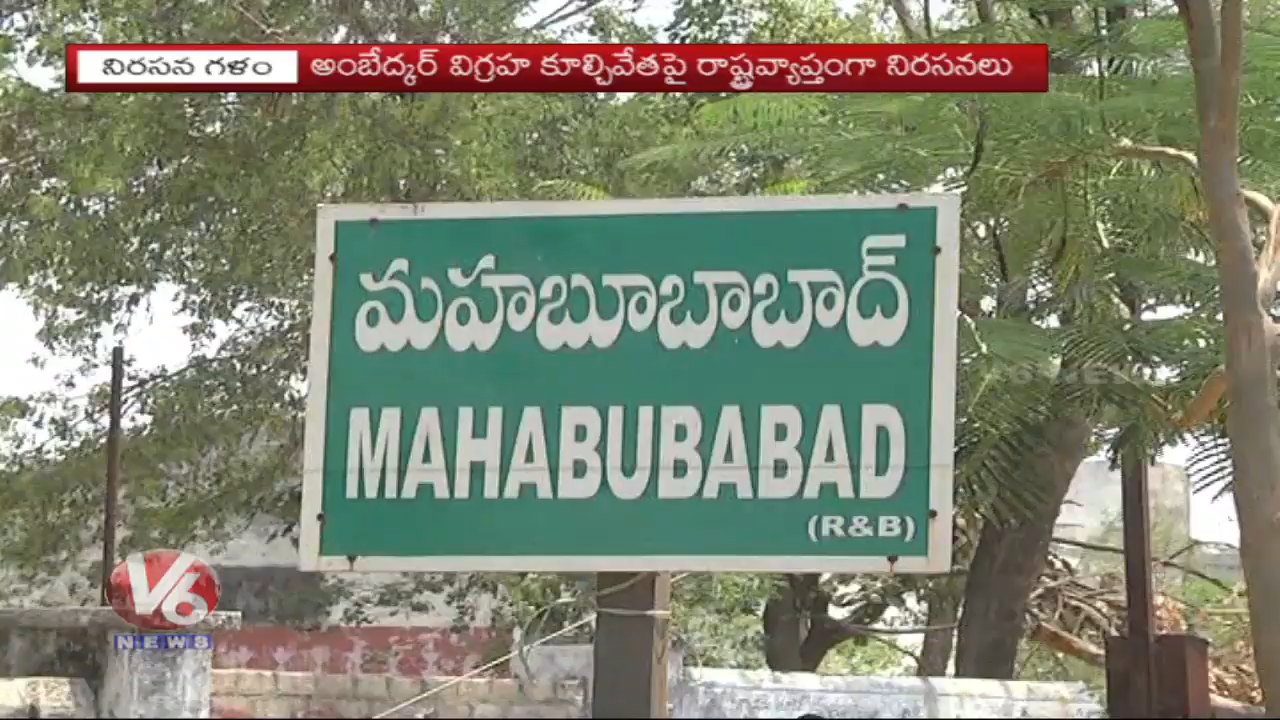 నిరసన గళం అంబేద్కర్ విగ్రహ కూల్చివేతపై రాష్ట్రవ్యాప్తంగా నిరసనలు
మహబూబాబాద్
MAHABUBABAD
(R&B)
V6
NEWS